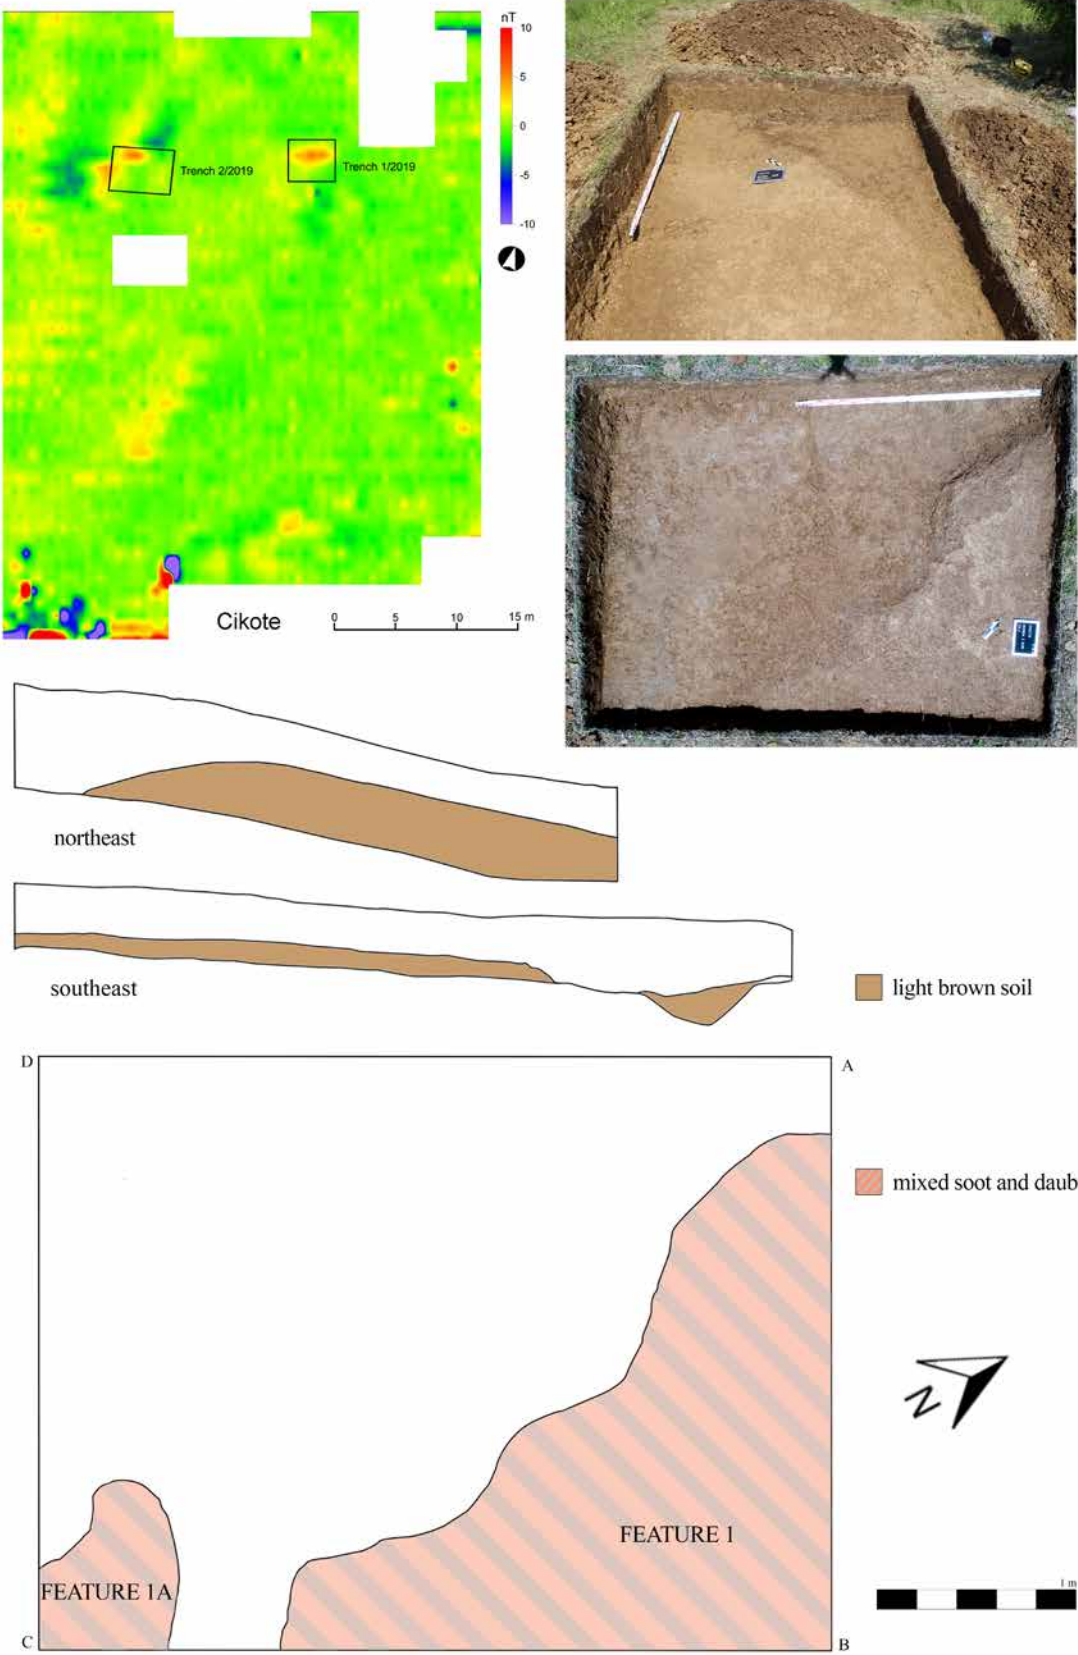 nT
10
5
0
-5
-10
Trench 2/2019
Trench 1/2019
Cikote
0 5 10 15 m
northeast
southeast
light brown soil
D
A
mixed soot and daub
N
FEATURE 1
FEATURE 1A
1 m
C
B